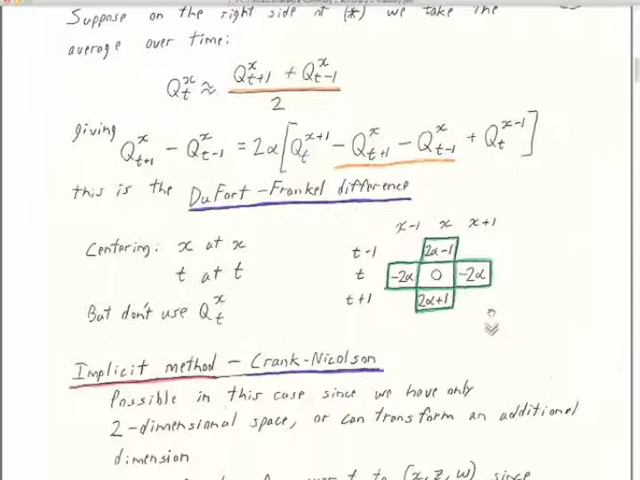 Suppose on the right side of (*) we take the
average over time:
Q_t^x ≈ (Q_{t+1}^x + Q_{t-1}^x) / 2
giving
Q_{t+1}^x - Q_{t-1}^x = 2α[Q_t^{x+1} - Q_{t+1}^x - Q_{t-1}^x + Q_t^{x-1}]
this is the DuFort-Frankel difference
x-1 x x+1
Centering: x at x
t-1 2α-1
t at t
t -2α 0 -2α
t+1 2α+1
But don't use Q_t^x
Implicit method - Crank-Nicolson
Possible in this case since we have only
2-dimensional space, or can transform an additional
dimension
t to (x, z, w) since